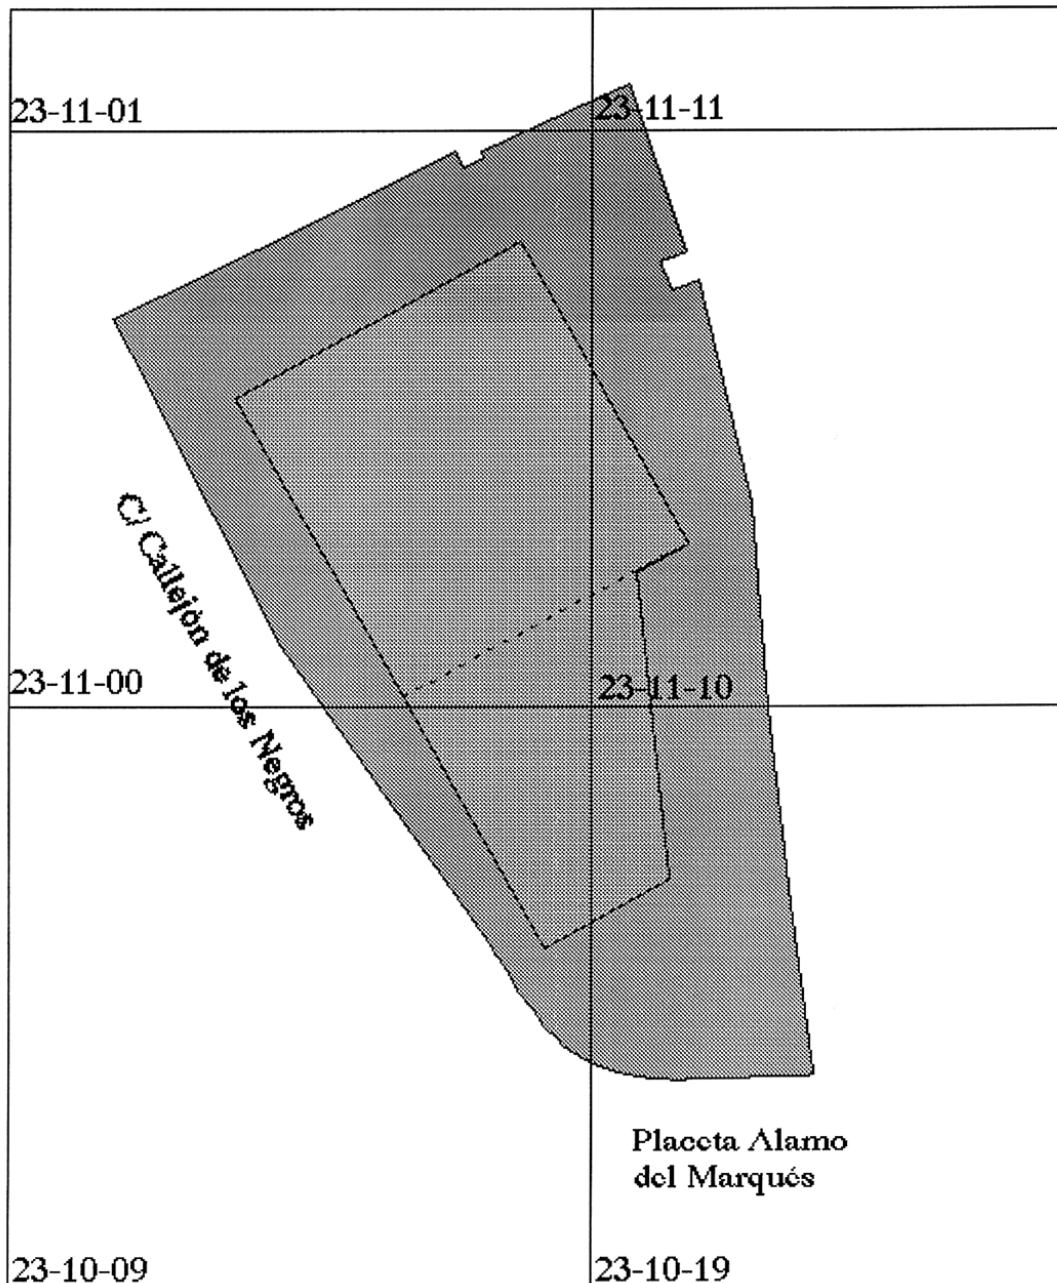 23-11-01
23-11-11
C/ Callejón de los Negros
23-11-00
23-11-10
Placeta Alamo
del Marqués
23-10-09
23-10-19